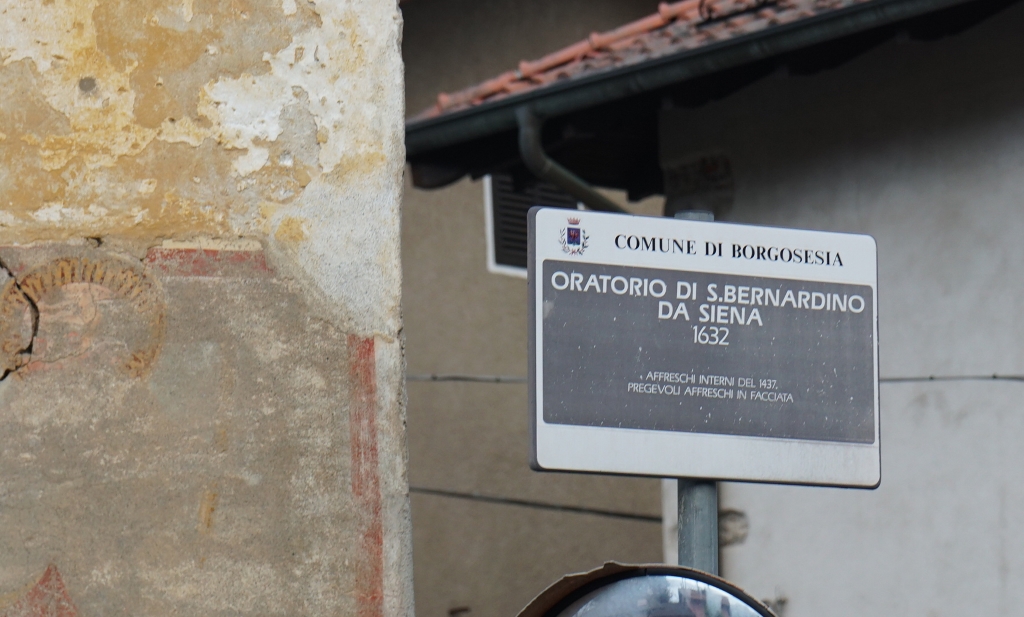 COMUNE DI BORGOSESIA
ORATORIO DI S.BERNARDINO
DA SIENA
1632
AFFRESCHI INTERNI DEL 1437.
PREGEVOLI AFFRESCHI IN FACCIATA